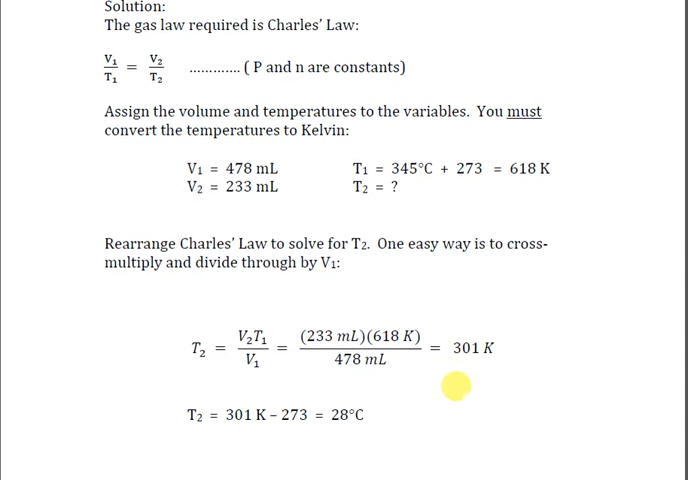 Solution:
The gas law required is Charles' Law:
V₁/T₁ = V₂/T₂ ............. ( P and n are constants)
Assign the volume and temperatures to the variables. You must
convert the temperatures to Kelvin:
V₁ = 478 mL T₁ = 345°C + 273 = 618 K
V₂ = 233 mL T₂ = ?
Rearrange Charles' Law to solve for T₂. One easy way is to cross-
multiply and divide through by V₁:
T₂ = V₂T₁/V₁ = (233 mL)(618 K)/478 mL = 301 K
T₂ = 301 K – 273 = 28°C